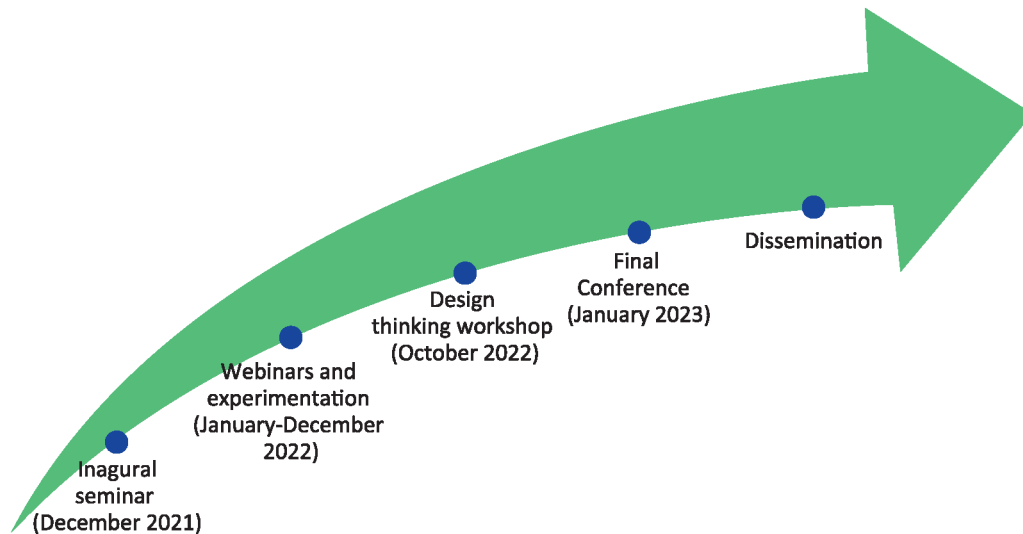 Inagural
seminar
(December 2021)
Webinars and
experimentation
(January-December
2022)
Design
thinking workshop
(October 2022)
Final
Conference
(January 2023)
Dissemination